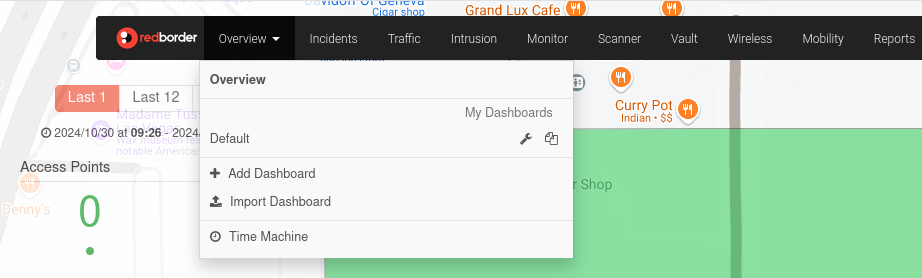 Davidoff Of Geneva
Cigar shop
Grand Lux Cafe
redborder
Overview
Incidents
Traffic
Intrusion
Monitor
Scanner
Vault
Wireless
Mobility
Reports
Overview
My Dashboards
Default
Add Dashboard
Import Dashboard
Time Machine
Last 1
Last 12
Madame Tuss
Las Vegas
Wax museum fea
notable American
2024/10/30 at 09:26 - 2024/
Access Points
0
Denny's
Curry Pot
Indian • $$
r Shop